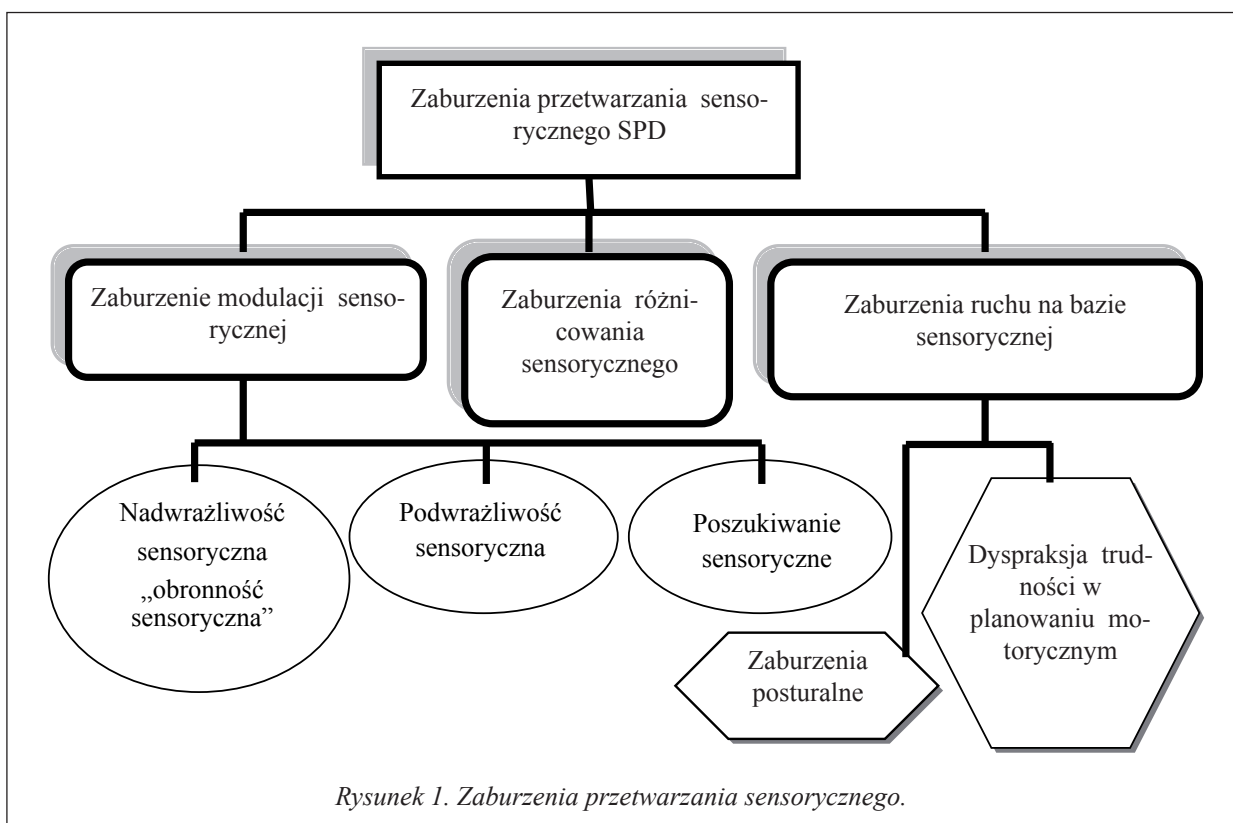 Zaburzenia przetwarzania senso-
rycznego SPD
Zaburzenie modulacji senso-
rycznej
Zaburzenia różni-
cowania
sensorycznego
Zaburzenia ruchu na bazie
sensorycznej
Nadwrażliwość
sensoryczna
„obronność
sensoryczna”
Podwrażliwość
sensoryczna
Poszukiwanie
sensoryczne
Zaburzenia
posturalne
Dyspraksja trud-
ności w
planowaniu mo-
torycznym
Rysunek 1. Zaburzenia przetwarzania sensorycznego.